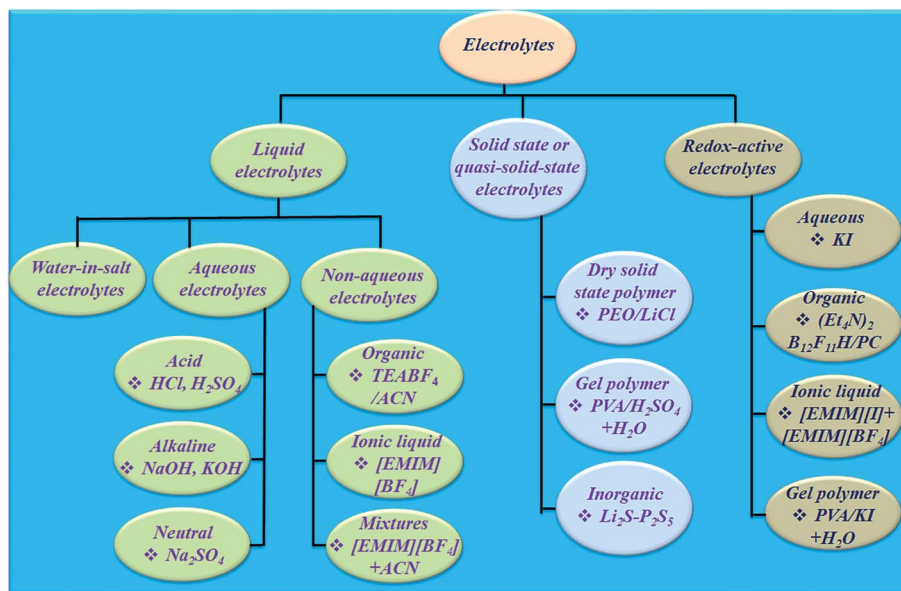 Electrolytes
Liquid
electrolytes
Solid state or
quasi-solid-state
electrolytes
Redox-active
electrolytes
Water-in-salt
electrolytes
Aqueous
electrolytes
Non-aqueous
electrolytes
Acid
❖ HCl, H₂SO₄
Alkaline
❖ NaOH, KOH
Neutral
❖ Na₂SO₄
Organic
❖ TEABF₄
/ACN
Ionic liquid
❖ [EMIM]
[BF₄]
Mixtures
❖ [EMIM][BF₄]
+ACN
Dry solid
state polymer
❖ PEO/LiCl
Gel polymer
❖ PVA/H₂SO₄
+H₂O
Inorganic
❖ Li₂S-P₂S₅
Aqueous
❖ KI
Organic
❖ (Et₄N)₂
B₁₂F₁₁H/PC
Ionic liquid
❖ [EMIM][I]+
[EMIM][BF₄]
Gel polymer
❖ PVA/KI
+H₂O